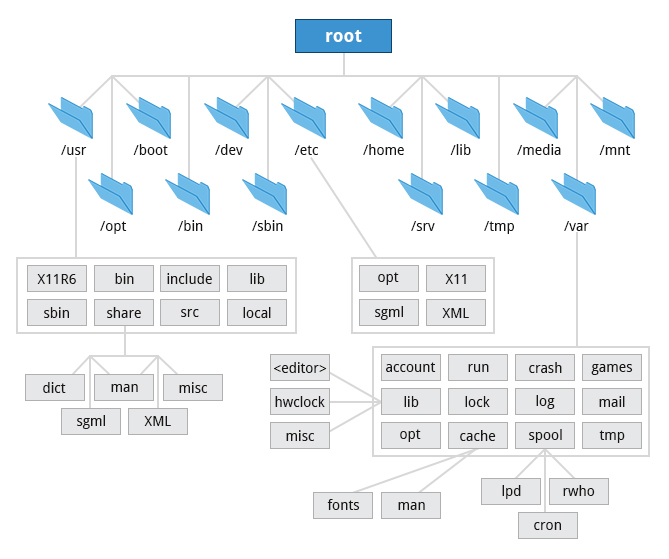 root
/usr
/boot
/dev
/etc
/home
/lib
/media
/mnt
/opt
/bin
/sbin
/srv
/tmp
/var
X11R6 bin include lib
sbin share src local
dict man misc
sgml XML
opt X11
sgml XML
account run crash games
lib lock log mail
opt cache spool tmp
<editor>
hwclock
misc
fonts man
lpd rwho
cron